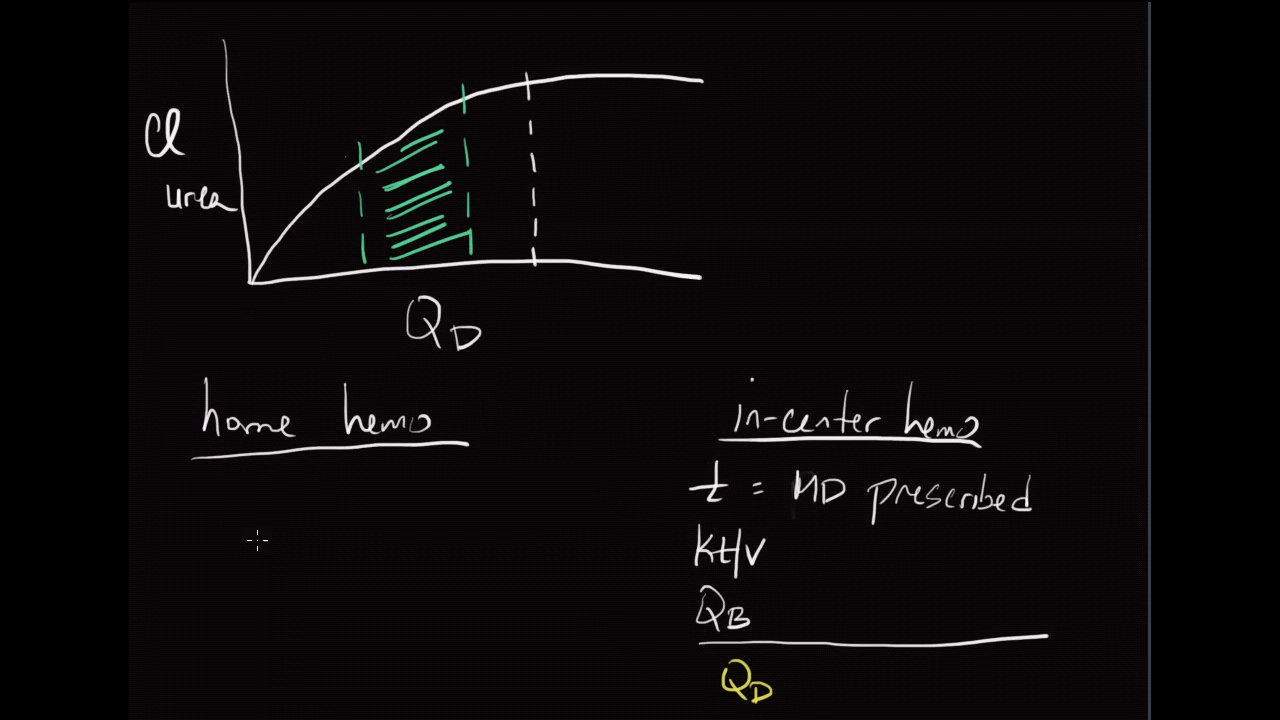 Cl
urea
QD
home hemo
in-center hemo
t = MD prescribed
kt/v
QB
QD